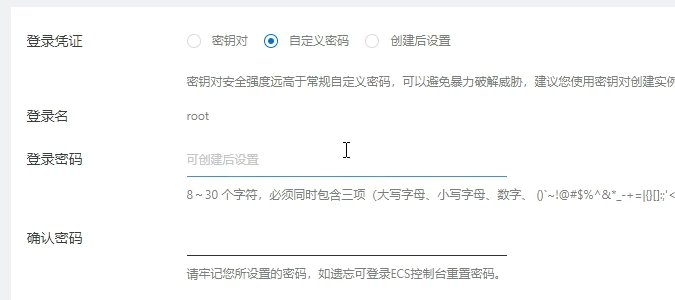 登录凭证 密钥对 自定义密码 创建后设置
密钥对安全强度远高于常规自定义密码，可以避免暴力破解威胁，建议您使用密钥对创建实例
登录名 root
登录密码 可创建后设置
8～30 个字符，必须同时包含三项（大写字母、小写字母、数字、 ()`~!@#$%^&*_-+=|{}[]:;'<
确认密码
请牢记您所设置的密码，如遗忘可登录ECS控制台重置密码。